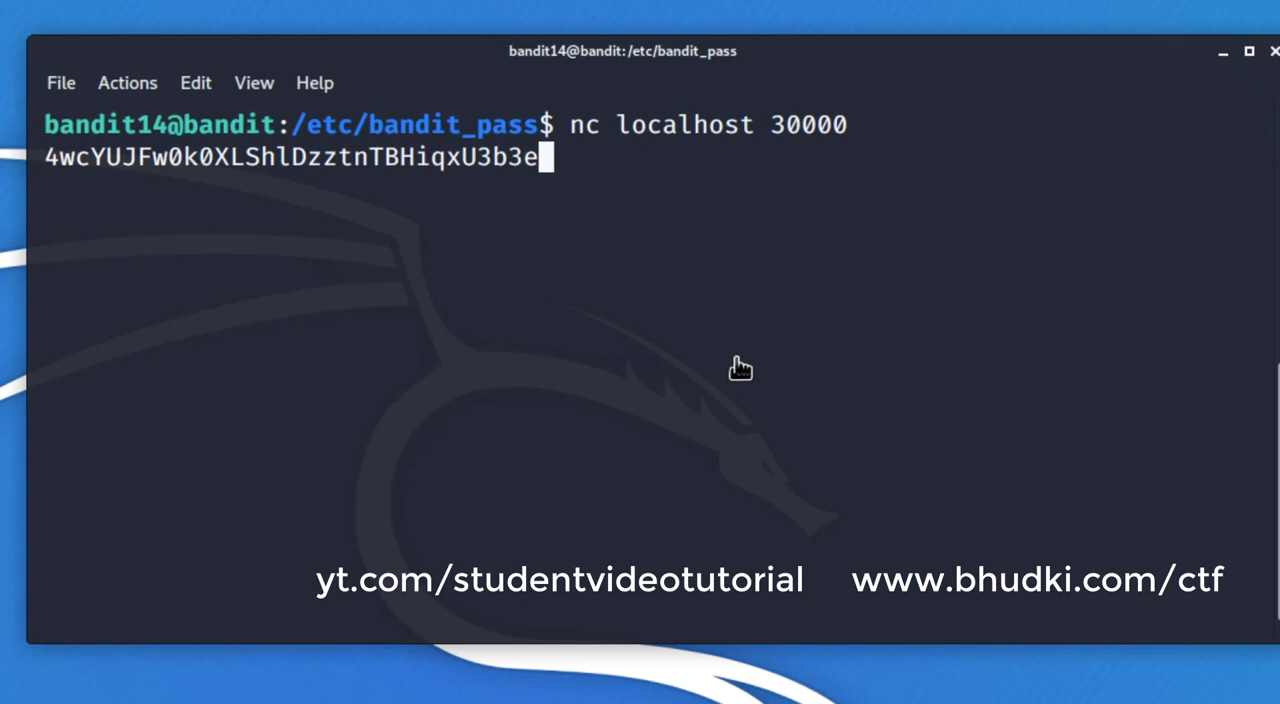 bandit14@bandit:/etc/bandit_pass
File Actions Edit View Help
bandit14@bandit:/etc/bandit_pass$ nc localhost 30000
4wcYUJFw0k0XLShlDzztnTBHiqxU3b3e
yt.com/studentvideotutorial www.bhudki.com/ctf